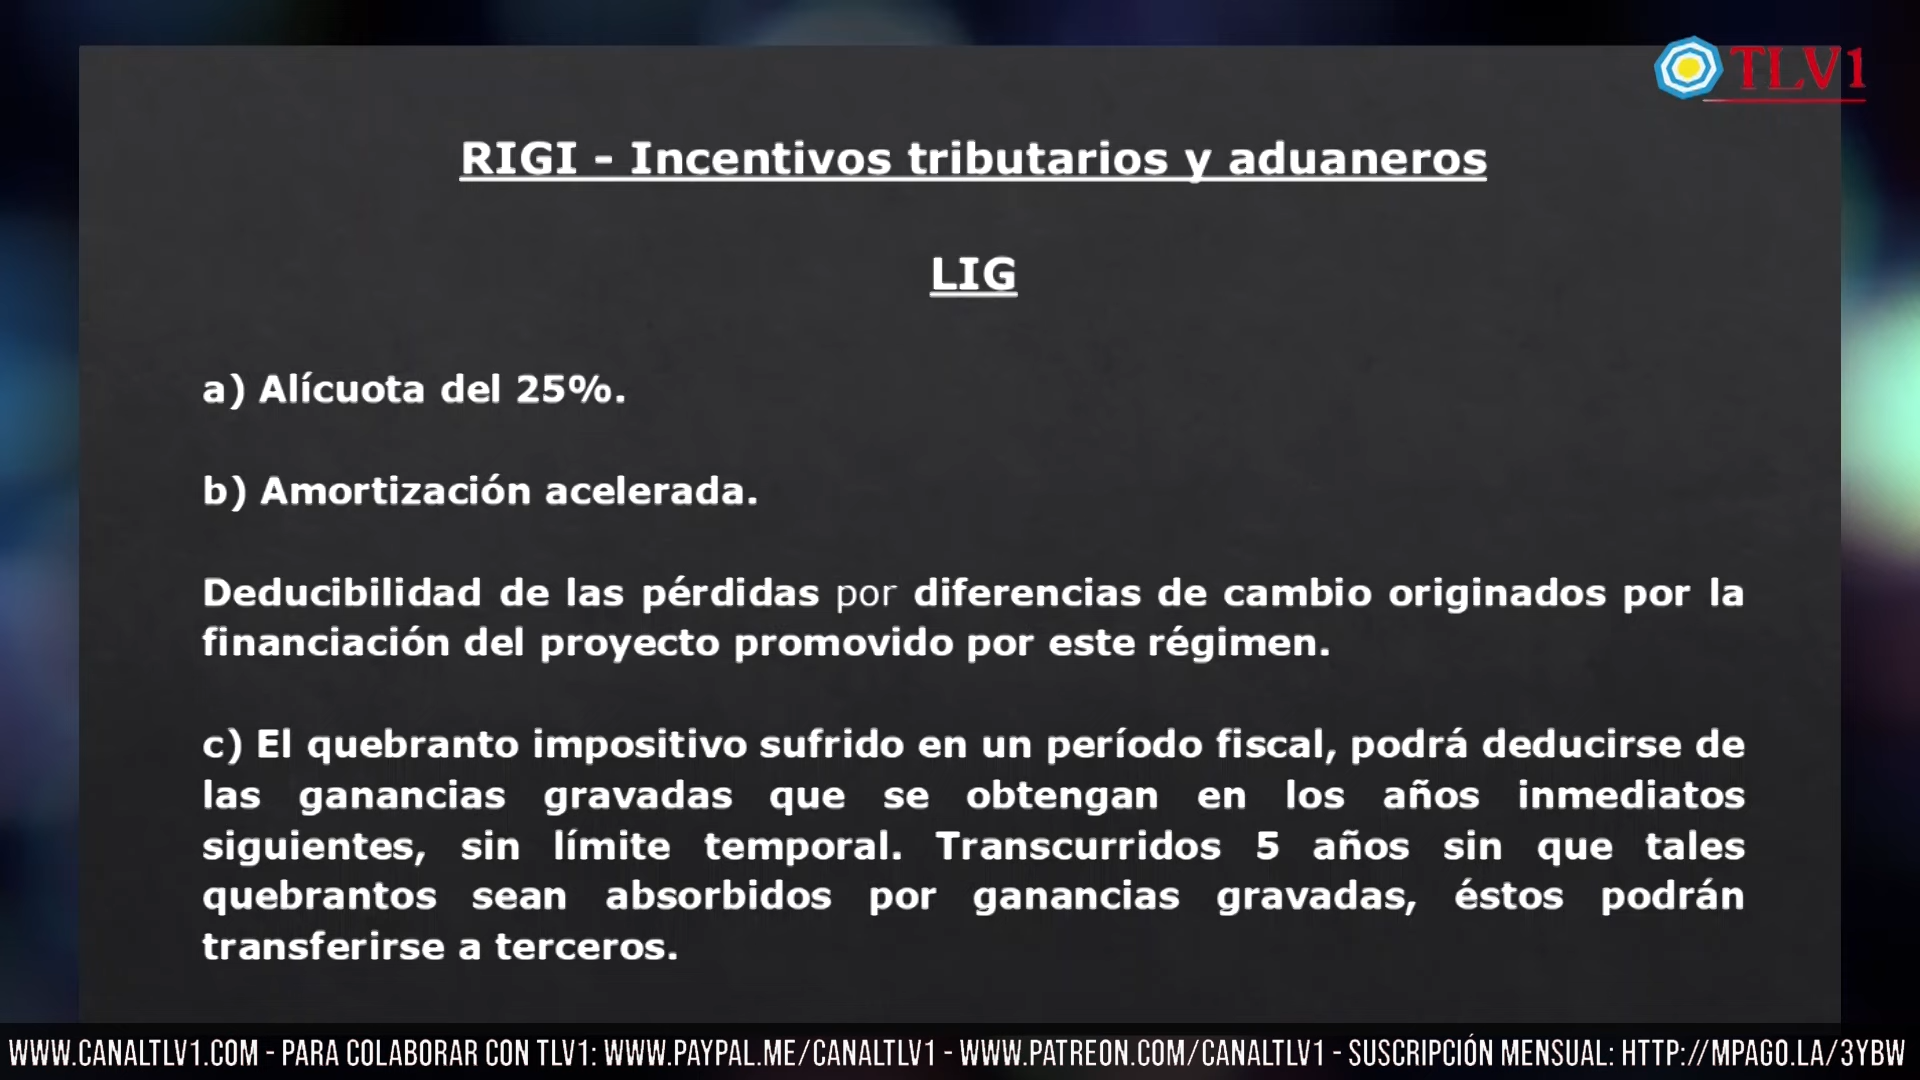 TLV1
RIGI - Incentivos tributarios y aduaneros
LIG
a) Alícuota del 25%.
b) Amortización acelerada.
Deducibilidad de las pérdidas por diferencias de cambio originados por la
financiación del proyecto promovido por este régimen.
c) El quebranto impositivo sufrido en un período fiscal, podrá deducirse de
las ganancias gravadas que se obtengan en los años inmediatos
siguientes, sin límite temporal. Transcurridos 5 años sin que tales
quebrantos sean absorbidos por ganancias gravadas, éstos podrán
transferirse a terceros.
WWW.CANALTLV1.COM - PARA COLABORAR CON TLV1: WWW.PAYPAL.ME/CANALTLV1 - WWW.PATREON.COM/CANALTLV1 - SUSCRIPCIÓN MENSUAL: HTTP://MPAGO.LA/3YBW